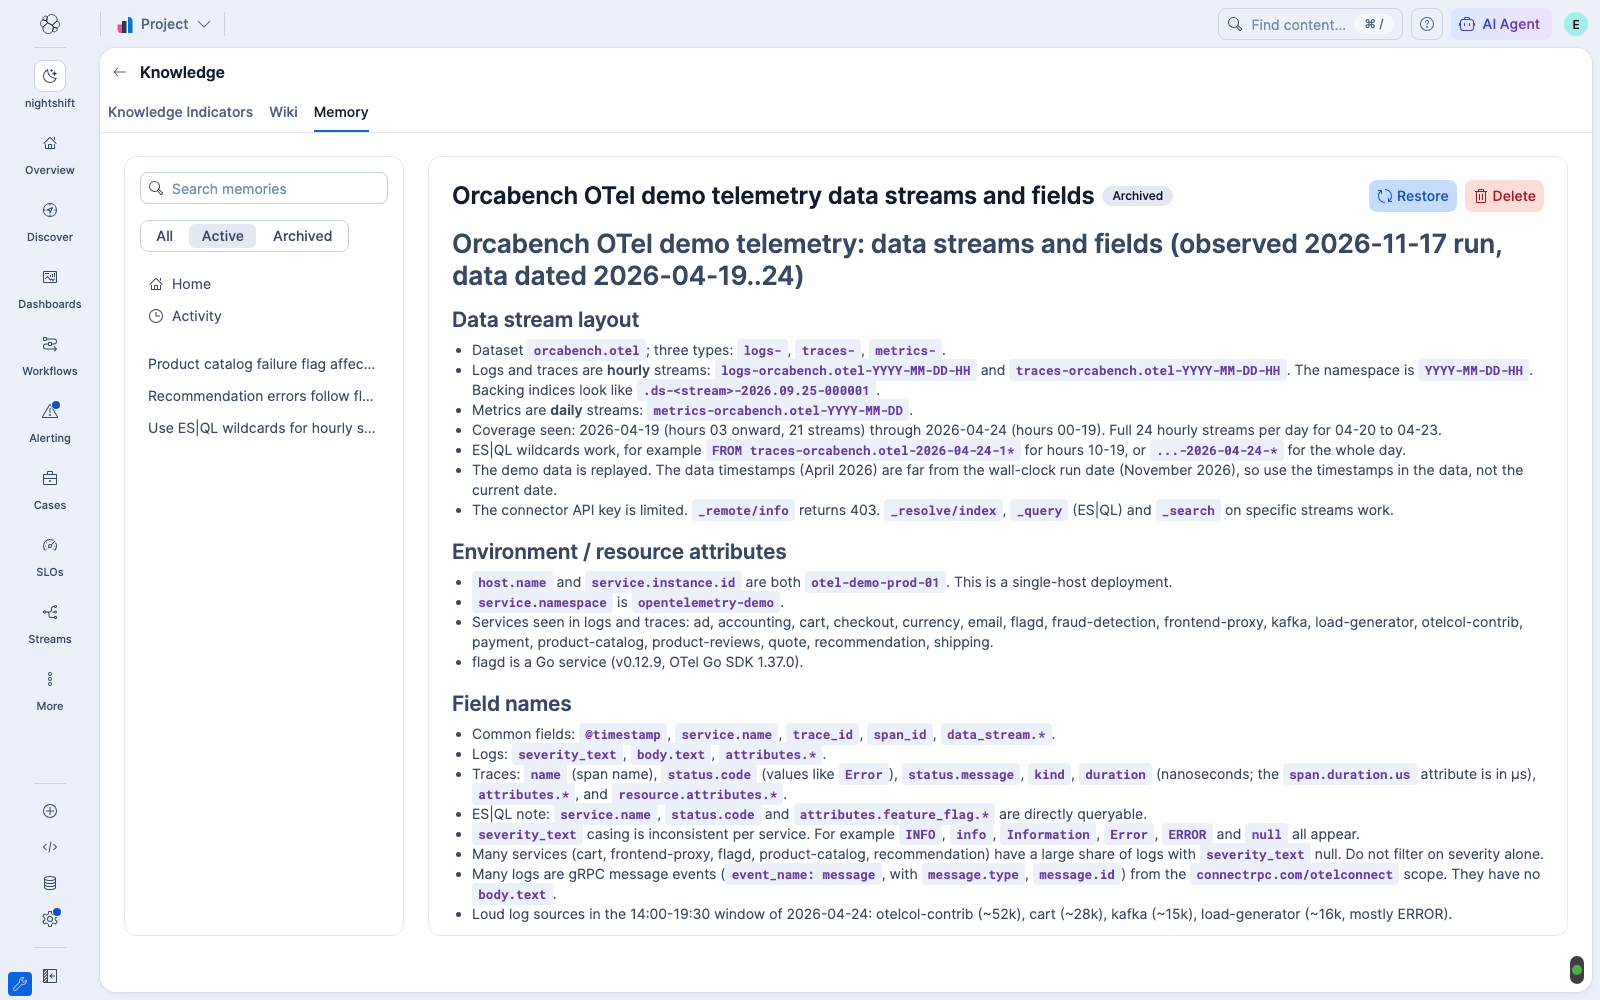 Project
Find content...
⌘ /
AI Agent
E
nightshift
Overview
Discover
Dashboards
Workflows
Alerting
Cases
SLOs
Streams
More
Knowledge
Knowledge Indicators
Wiki
Memory
Search memories
All
Active
Archived
Home
Activity
Product catalog failure flag affec...
Recommendation errors follow fl...
Use ES|QL wildcards for hourly s...
Orcabench OTel demo telemetry data streams and fields Archived
Restore
Delete
Orcabench OTel demo telemetry: data streams and fields (observed 2026-11-17 run,
data dated 2026-04-19..24)
Data stream layout
• Dataset orcabench.otel; three types: logs-, traces-, metrics-.
• Logs and traces are hourly streams: logs-orcabench.otel-YYYY-MM-DD-HH and traces-orcabench.otel-YYYY-MM-DD-HH. The namespace is YYYY-MM-DD-HH.
Backing indices look like .ds-<stream>-2026.09.25-000001.
• Metrics are daily streams: metrics-orcabench.otel-YYYY-MM-DD.
• Coverage seen: 2026-04-19 (hours 03 onward, 21 streams) through 2026-04-24 (hours 00-19). Full 24 hourly streams per day for 04-20 to 04-23.
• ES|QL wildcards work, for example FROM traces-orcabench.otel-2026-04-24-1* for hours 10-19, or ...-2026-04-24-* for the whole day.
• The demo data is replayed. The data timestamps (April 2026) are far from the wall-clock run date (November 2026), so use the timestamps in the data, not the
current date.
• The connector API key is limited. _remote/info returns 403. _resolve/index, _query (ES|QL) and _search on specific streams work.
Environment / resource attributes
• host.name and service.instance.id are both otel-demo-prod-01. This is a single-host deployment.
• service.namespace is opentelemetry-demo.
• Services seen in logs and traces: ad, accounting, cart, checkout, currency, email, flagd, fraud-detection, frontend-proxy, kafka, load-generator, otelcol-contrib,
payment, product-catalog, product-reviews, quote, recommendation, shipping.
• flagd is a Go service (v0.12.9, OTel Go SDK 1.37.0).
Field names
• Common fields: @timestamp, service.name, trace_id, span_id, data_stream.*.
• Logs: severity_text, body.text, attributes.*.
• Traces: name (span name), status.code (values like Error), status.message, kind, duration (nanoseconds; the span.duration.us attribute is in µs),
attributes.*, and resource.attributes.*.
• ES|QL note: service.name, status.code and attributes.feature_flag.* are directly queryable.
• severity_text casing is inconsistent per service. For example INFO, info, Information, Error, ERROR and null all appear.
• Many services (cart, frontend-proxy, flagd, product-catalog, recommendation) have a large share of logs with severity_text null. Do not filter on severity alone.
• Many logs are gRPC message events (event_name: message, with message.type, message.id) from the connectrpc.com/otelconnect scope. They have no
body.text.
• Loud log sources in the 14:00-19:30 window of 2026-04-24: otelcol-contrib (~52k), cart (~28k), kafka (~15k), load-generator (~16k, mostly ERROR).